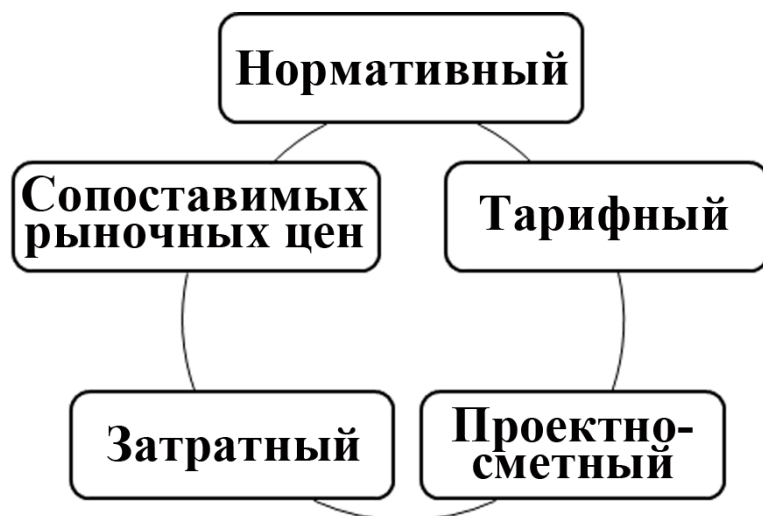 Нормативный
Сопоставимых
рыночных цен
Тарифный
Затратный
Проектно-
сметный